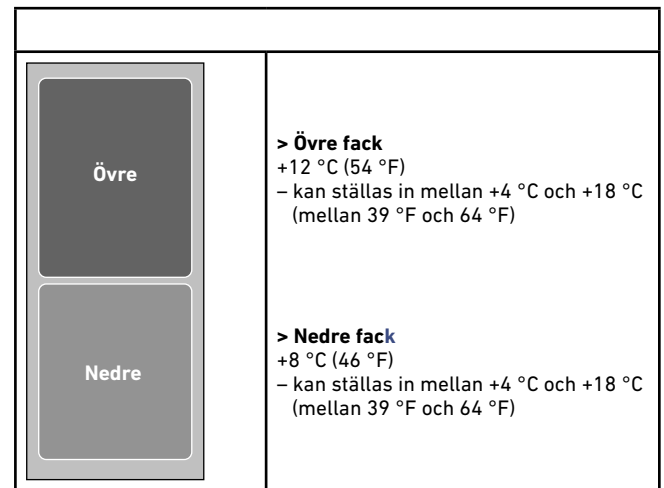 Övre
> Övre fack
+12 °C (54 °F)
– kan ställas in mellan +4 °C och +18 °C
(mellan 39 °F och 64 °F)
Nedre
> Nedre fack
+8 °C (46 °F)
– kan ställas in mellan +4 °C och +18 °C
(mellan 39 °F och 64 °F)